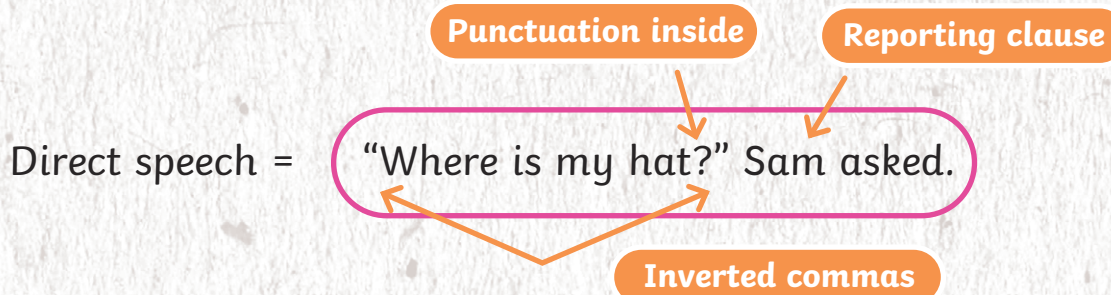 Punctuation inside
Reporting clause
Direct speech = “Where is my hat?” Sam asked.
Inverted commas